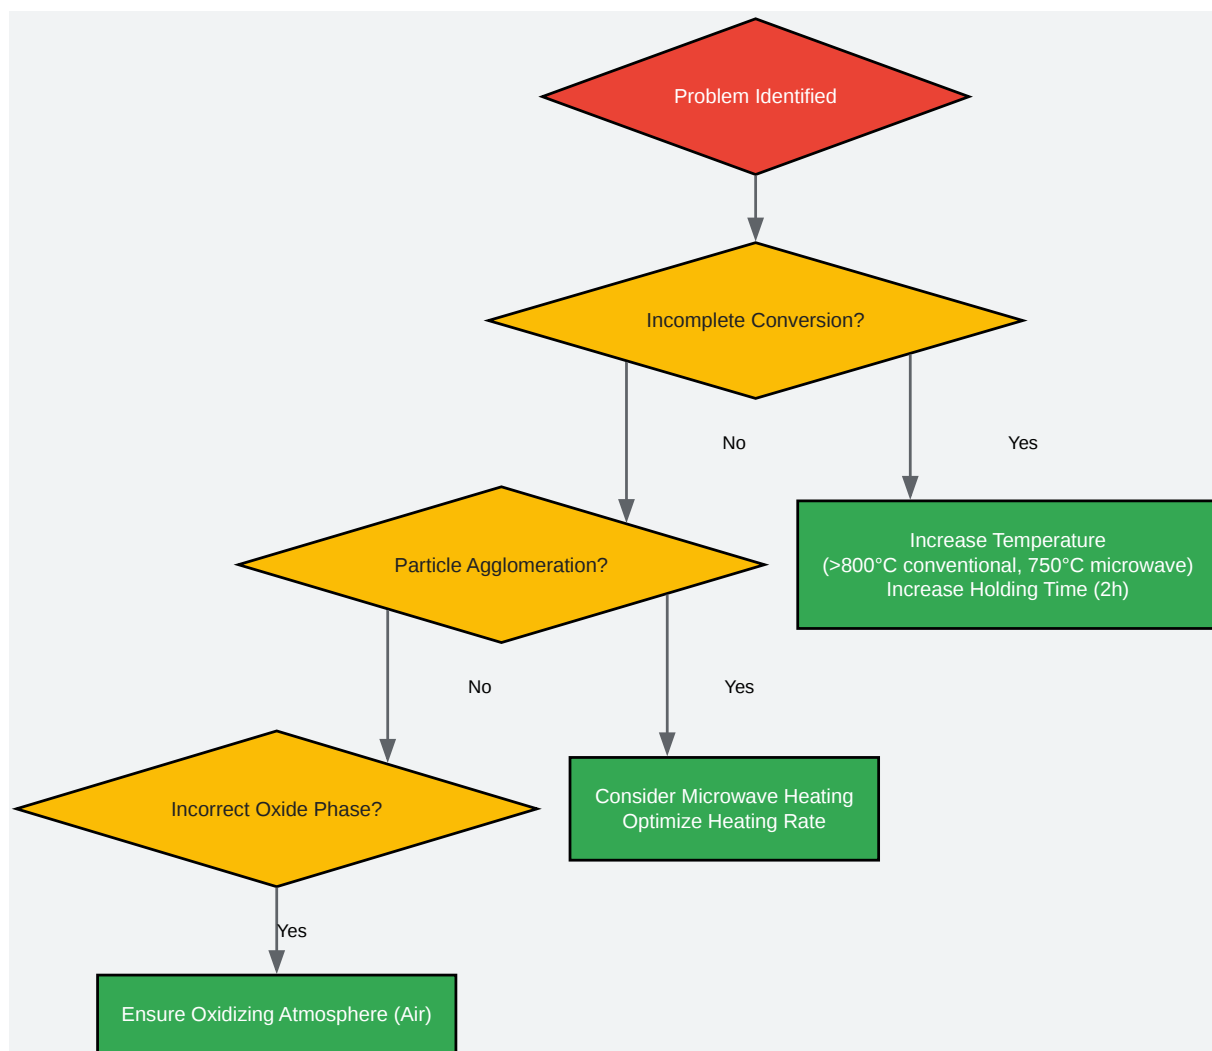 Problem Identified
Incomplete Conversion?
No
Yes
Increase Temperature
(>800°C conventional, 750°C microwave)
Increase Holding Time (2h)
Particle Agglomeration?
No
Yes
Consider Microwave Heating
Optimize Heating Rate
Incorrect Oxide Phase?
Yes
Ensure Oxidizing Atmosphere (Air)